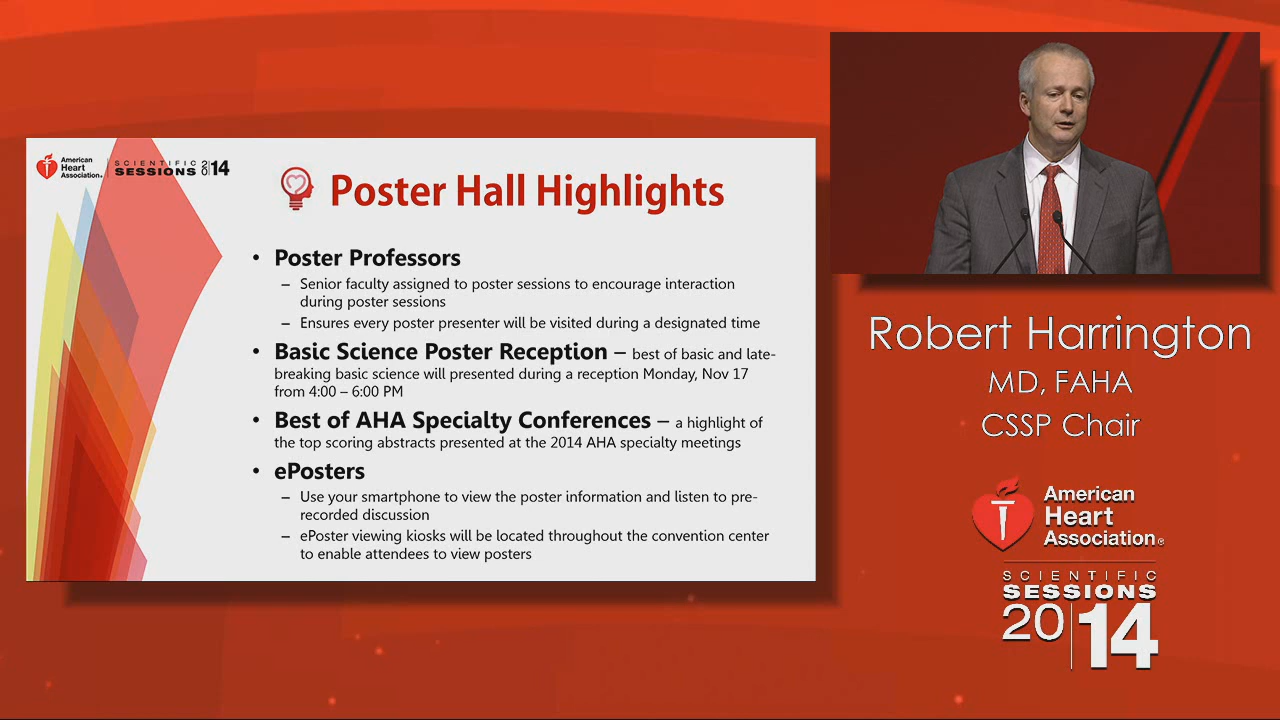 American
Heart
Association®
SCIENTIFIC
SESSIONS 2014
Poster Hall Highlights
• Poster Professors
– Senior faculty assigned to poster sessions to encourage interaction
during poster sessions
– Ensures every poster presenter will be visited during a designated time
• Basic Science Poster Reception – best of basic and late-
breaking basic science will presented during a reception Monday, Nov 17
from 4:00 – 6:00 PM
• Best of AHA Specialty Conferences – a highlight of
the top scoring abstracts presented at the 2014 AHA specialty meetings
• ePosters
– Use your smartphone to view the poster information and listen to pre-
recorded discussion
– ePoster viewing kiosks will be located throughout the convention center
to enable attendees to view posters
Robert Harrington
MD, FAHA
CSSP Chair
American
Heart
Association®
SCIENTIFIC
SESSIONS
20|14